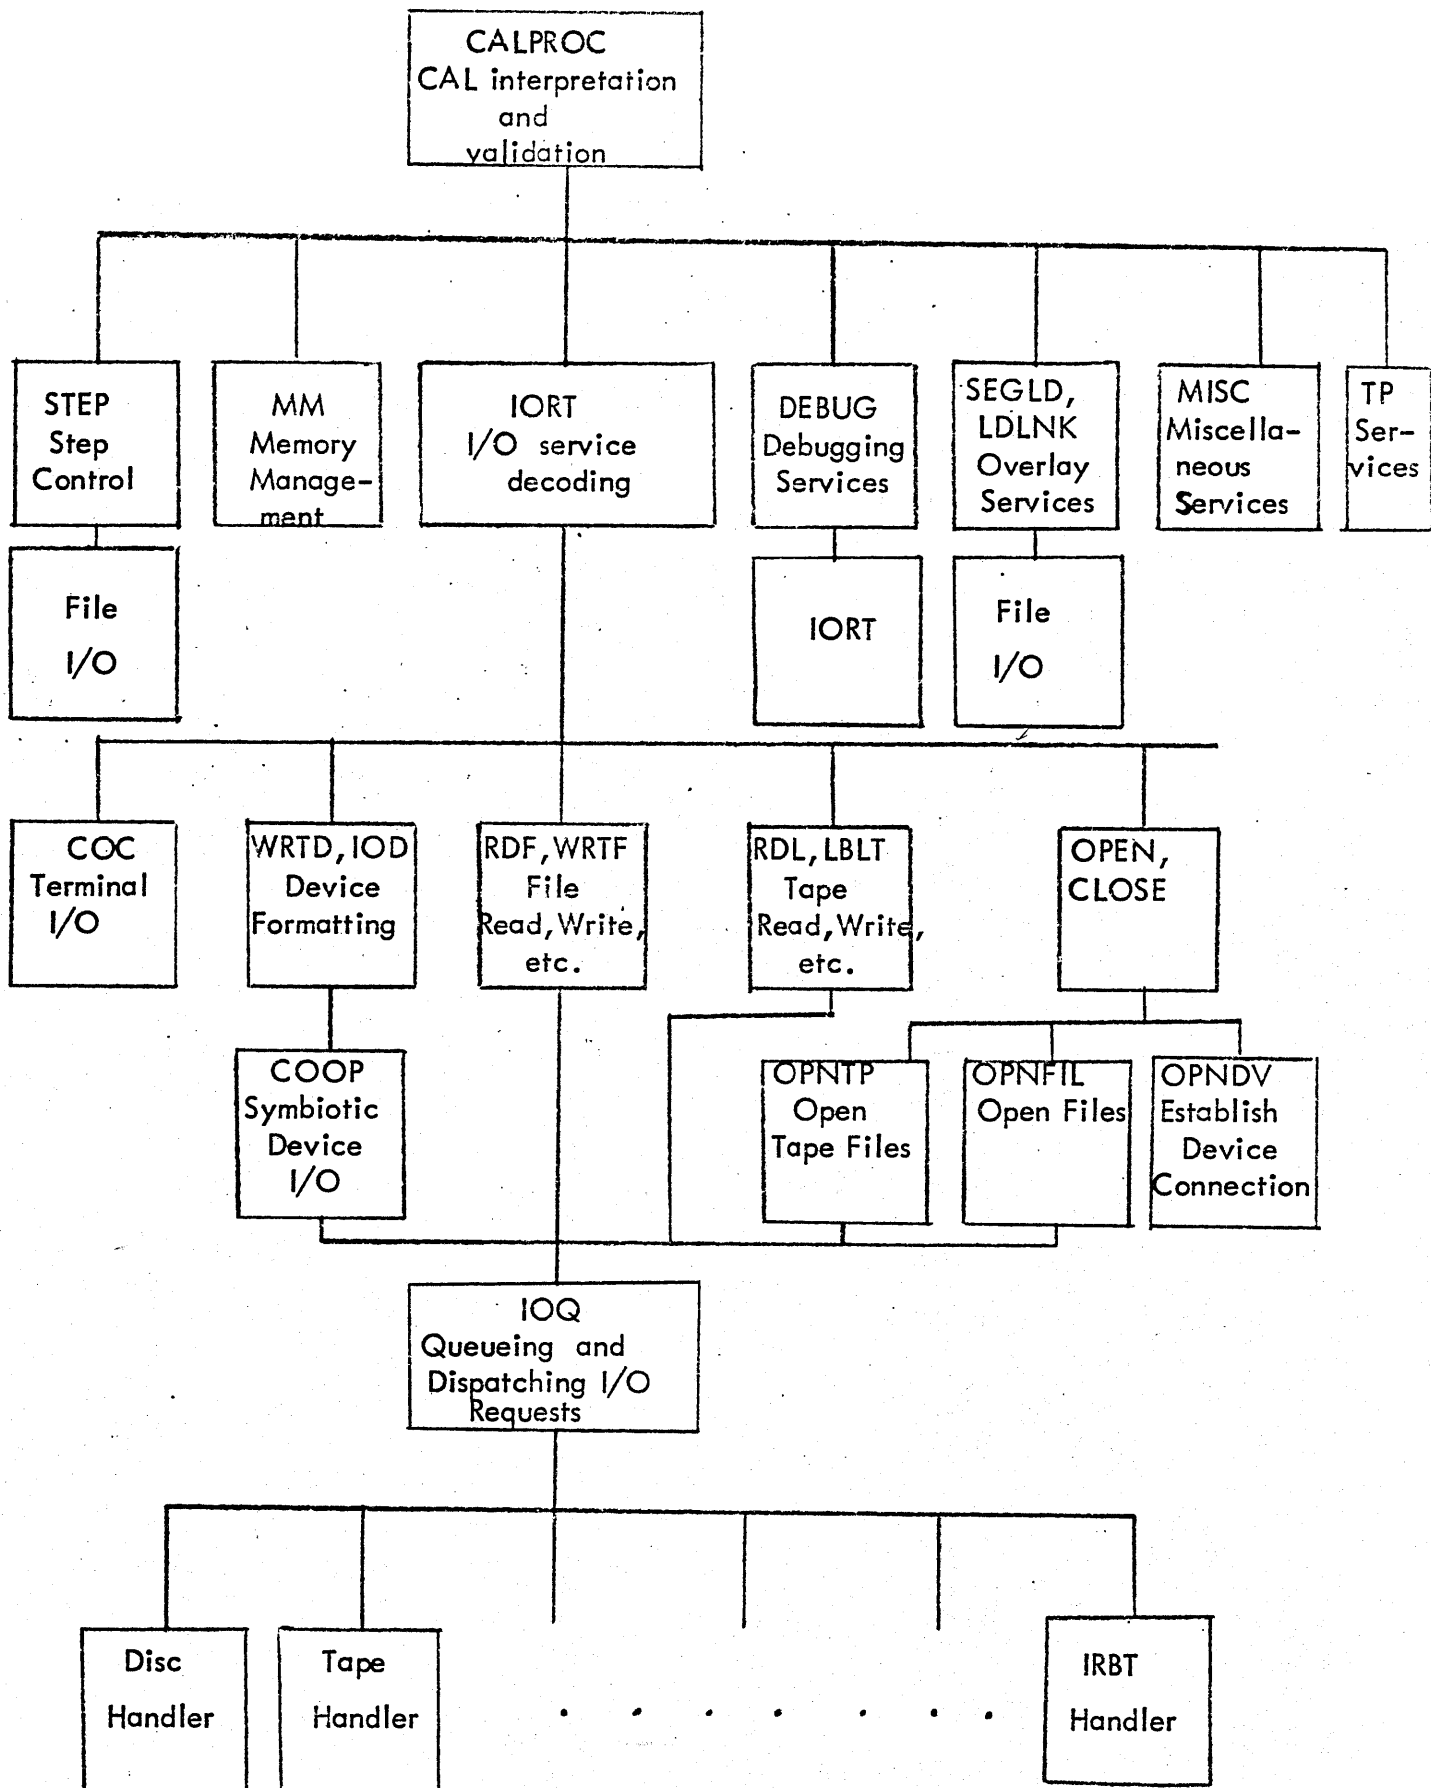 CALPROC
CAL interpretation
and
validation
STEP
Step
Control
MM
Memory
Manage-
ment
IORT
I/O service
decoding
DEBUG
Debugging
Services
SEGLD,
LDLNK
Overlay
Services
MISC
Miscella-
neous
Services
TP
Ser-
vices
File
I/O
IORT
File
I/O
COC
Terminal
I/O
WRTD, IOD
Device
Formatting
RDF, WRTF
File
Read, Write,
etc.
RDL, LBLT
Tape
Read, Write,
etc.
OPEN,
CLOSE
COOP
Symbiotic
Device
I/O
OPNTP
Open
Tape Files
OPNFIL
Open Files
OPNDV
Establish
Device
Connection
IOQ
Queueing and
Dispatching I/O
Requests
Disc
Handler
Tape
Handler
. . . . . . .
IRBT
Handler